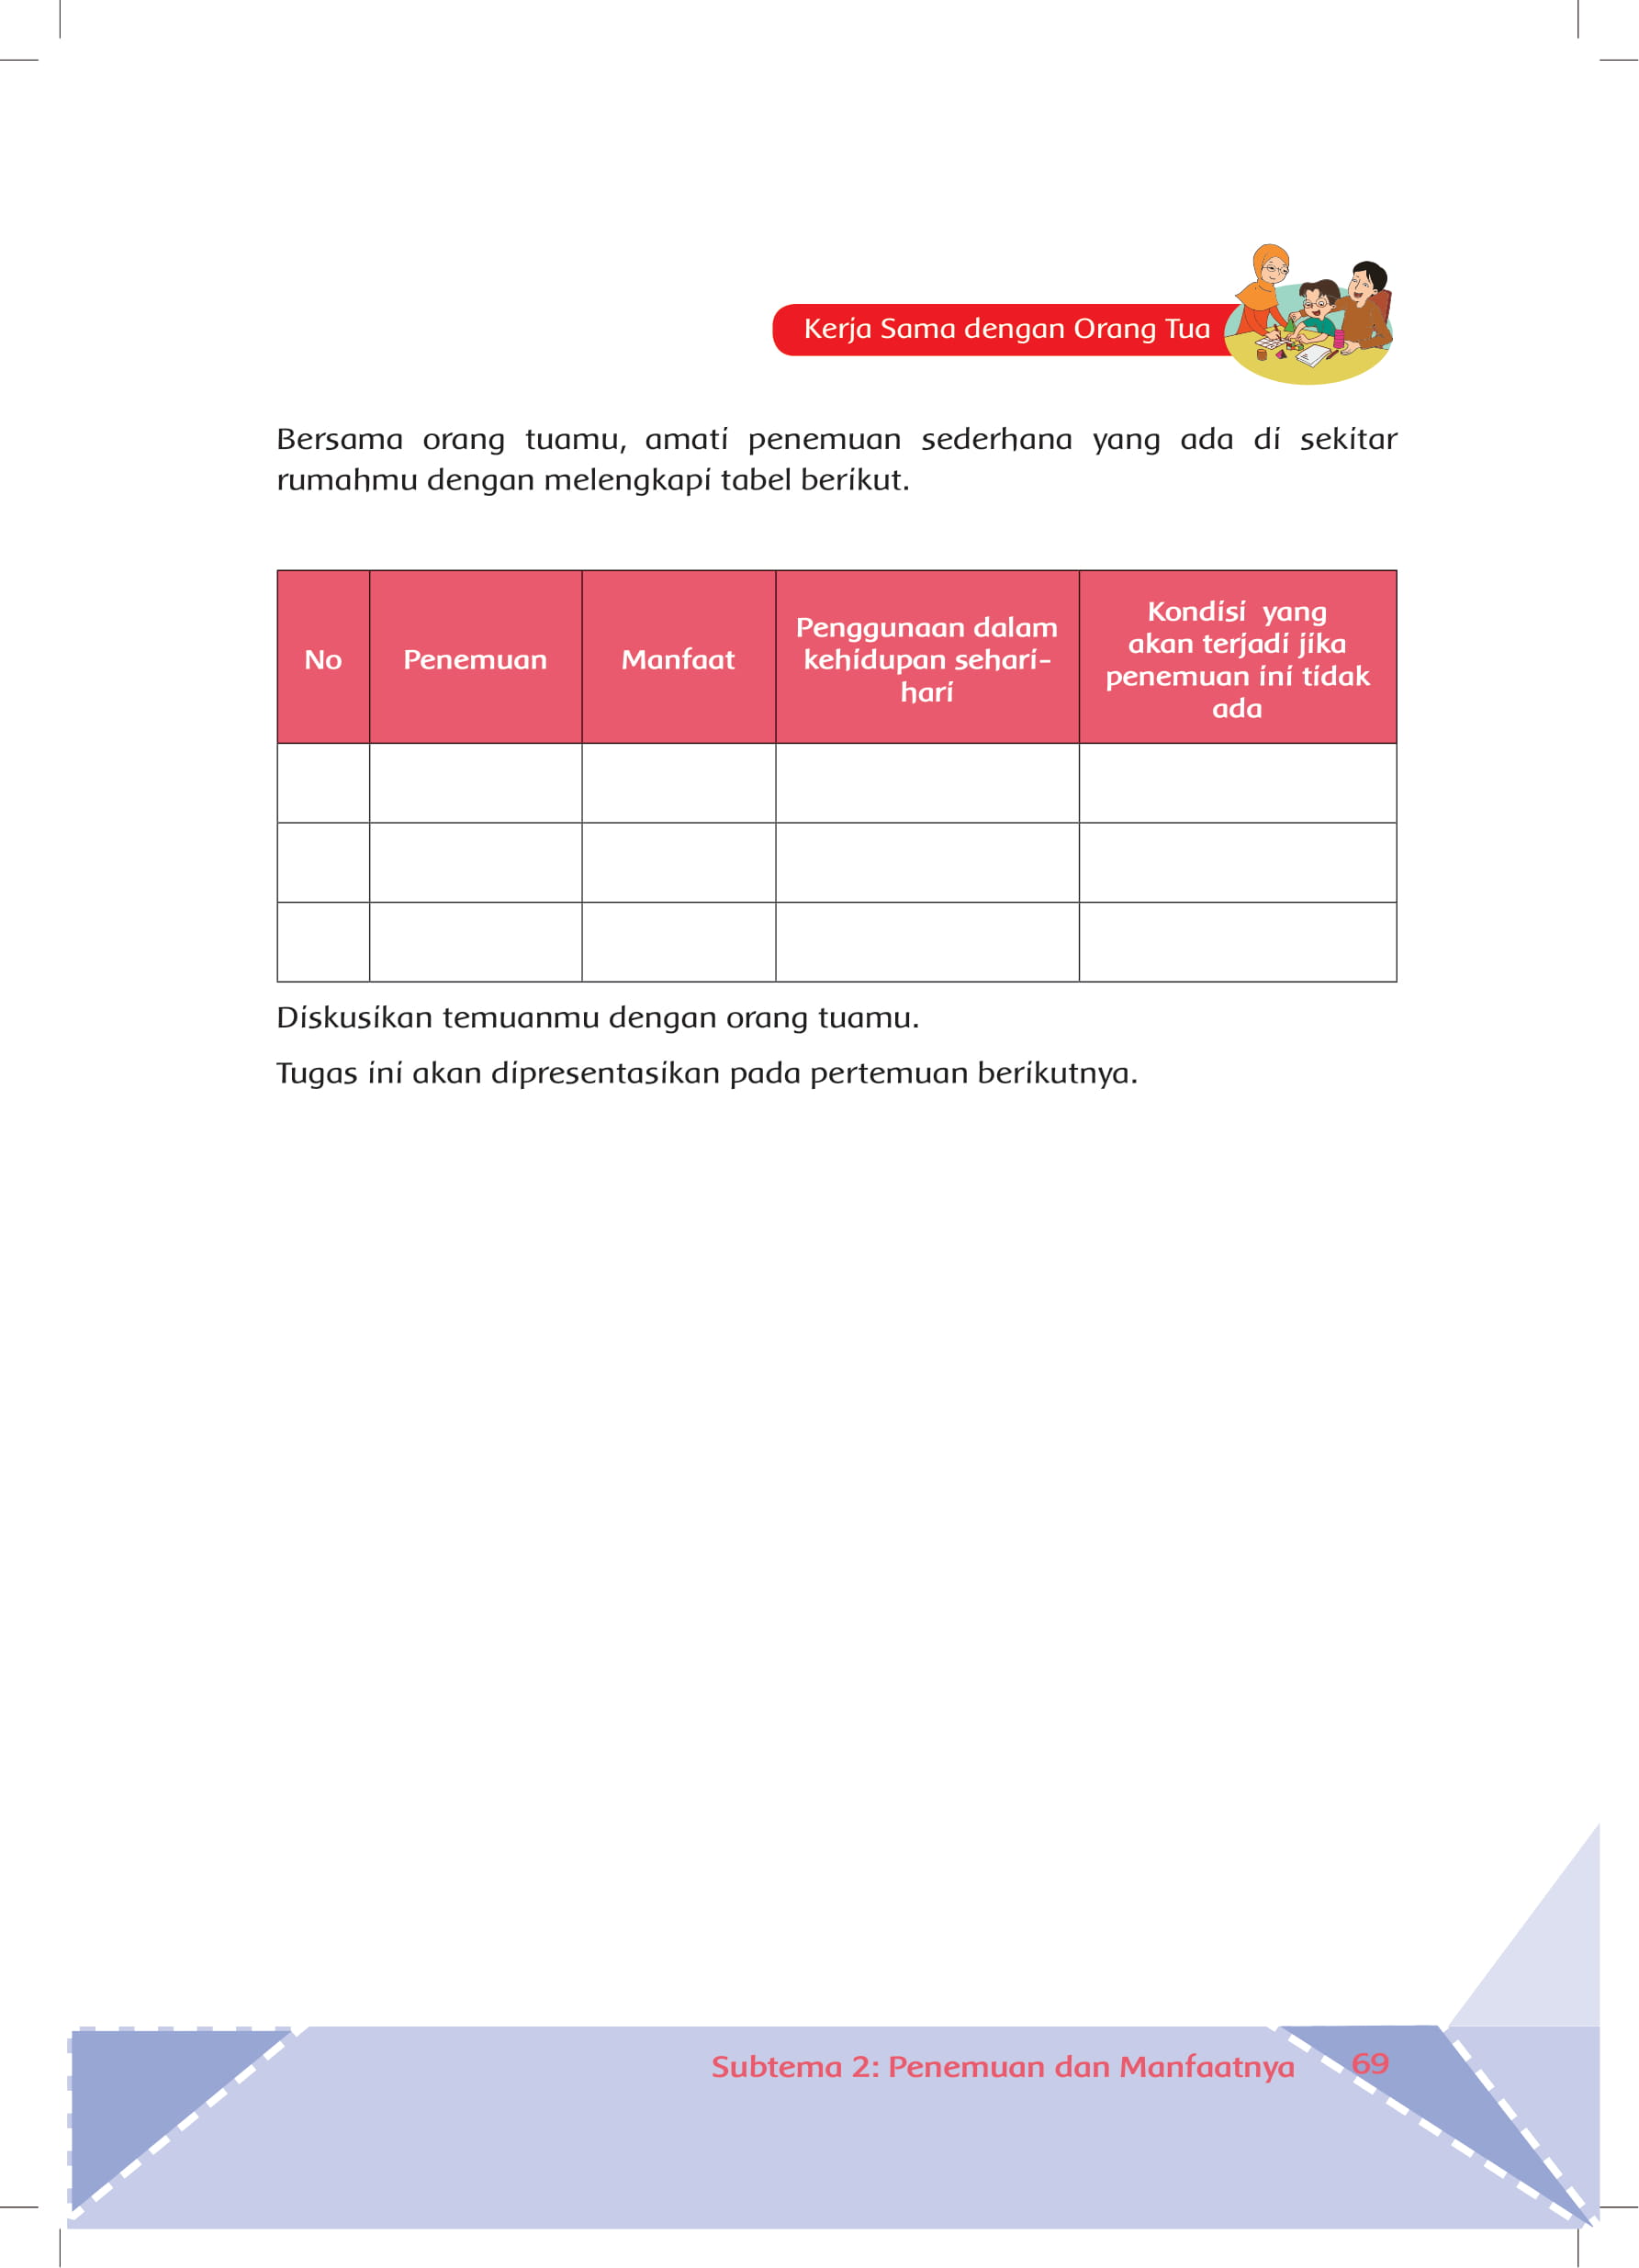 Kerja Sama dengan Orang Tua
Bersama orang tuamu, amati penemuan sederhana yang ada di sekitar
rumahmu dengan melengkapi tabel berikut.
No
Penemuan
Manfaat
Penggunaan dalam
kehidupan sehari-
hari
Kondisi yang
akan terjadi jika
penemuan ini tidak
ada
Diskusikan temuanmu dengan orang tuamu.
Tugas ini akan dipresentasikan pada pertemuan berikutnya.
Subtema 2: Penemuan dan Manfaatnya 69